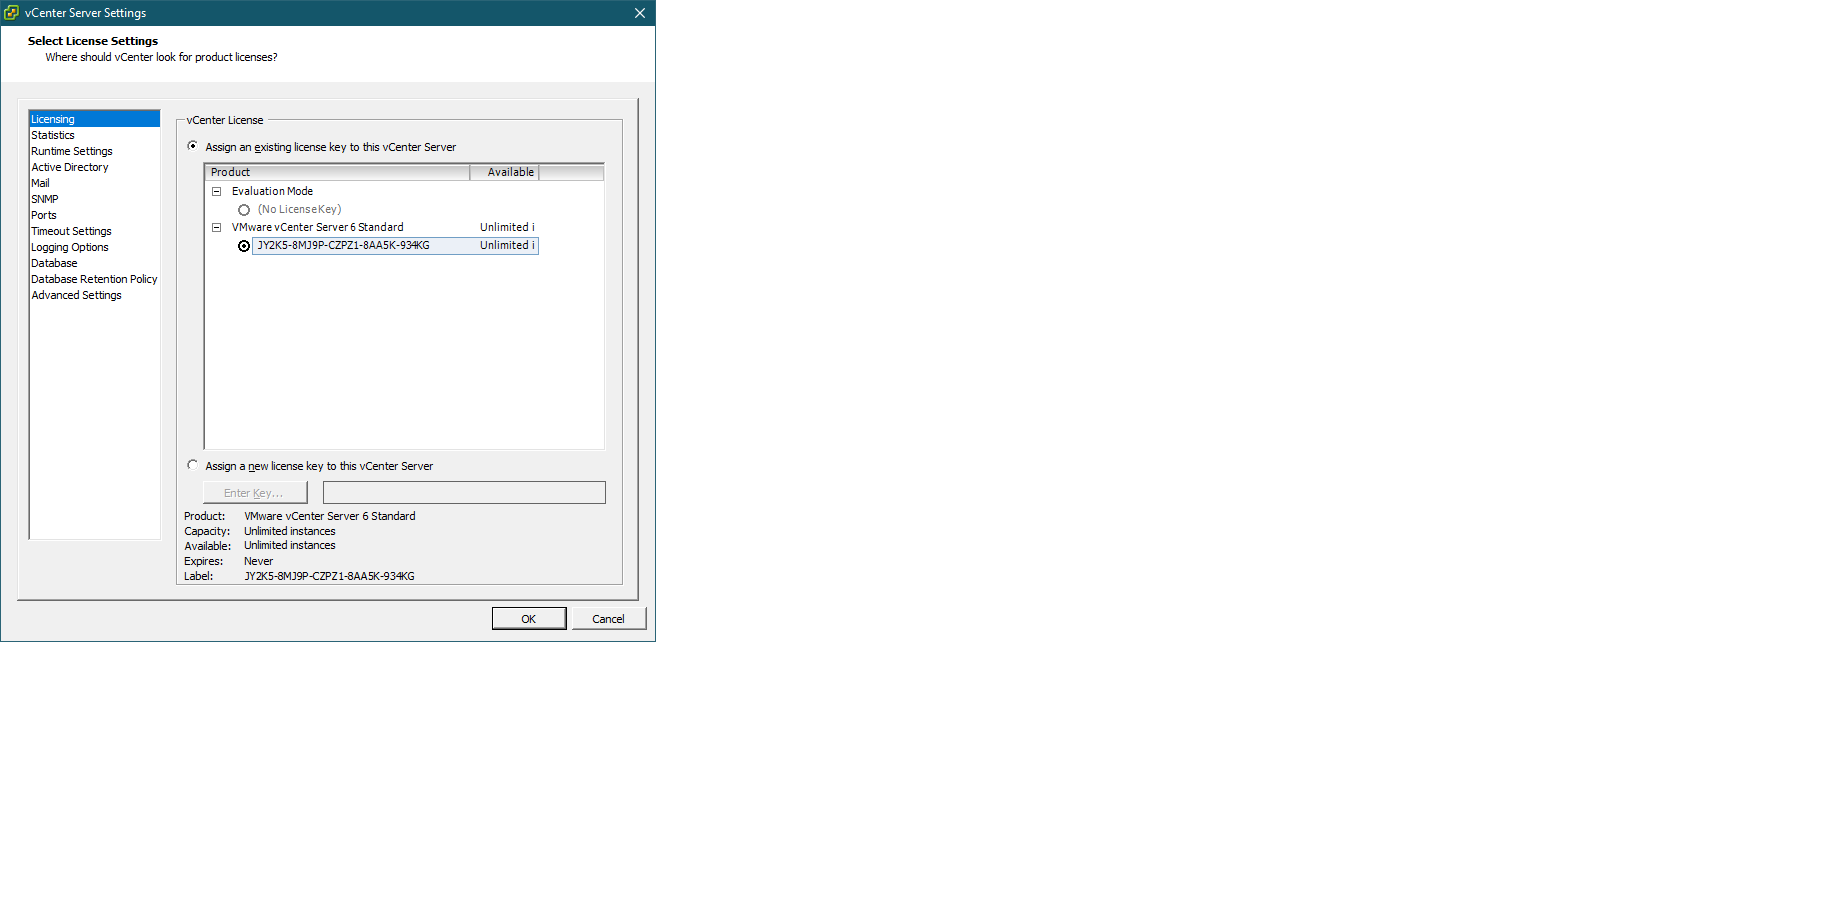 vCenter Server Settings
Select License Settings
Where should vCenter look for product licenses?
Licensing
Statistics
Runtime Settings
Active Directory
Mail
SNMP
Ports
Timeout Settings
Logging Options
Database
Database Retention Policy
Advanced Settings
vCenter License
Assign an existing license key to this vCenter Server
Product Available
Evaluation Mode
(No License Key)
VMware vCenter Server 6 Standard Unlimited i
JY2K5-8MJ9P-CZPZ1-8AA5K-934KG Unlimited i
Assign a new license key to this vCenter Server
Enter Key...
Product: VMware vCenter Server 6 Standard
Capacity: Unlimited instances
Available: Unlimited instances
Expires: Never
Label: JY2K5-8MJ9P-CZPZ1-8AA5K-934KG
OK Cancel